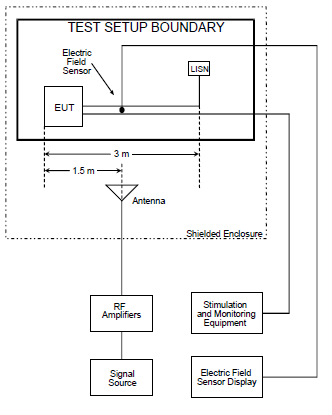 TEST SETUP BOUNDARY
Electric
Field
Sensor
LISN
EUT
3 m
1.5 m
Antenna
Shielded Enclosure
RF
Amplifiers
Stimulation
and Monitoring
Equipment
Signal
Source
Electric Field
Sensor Display